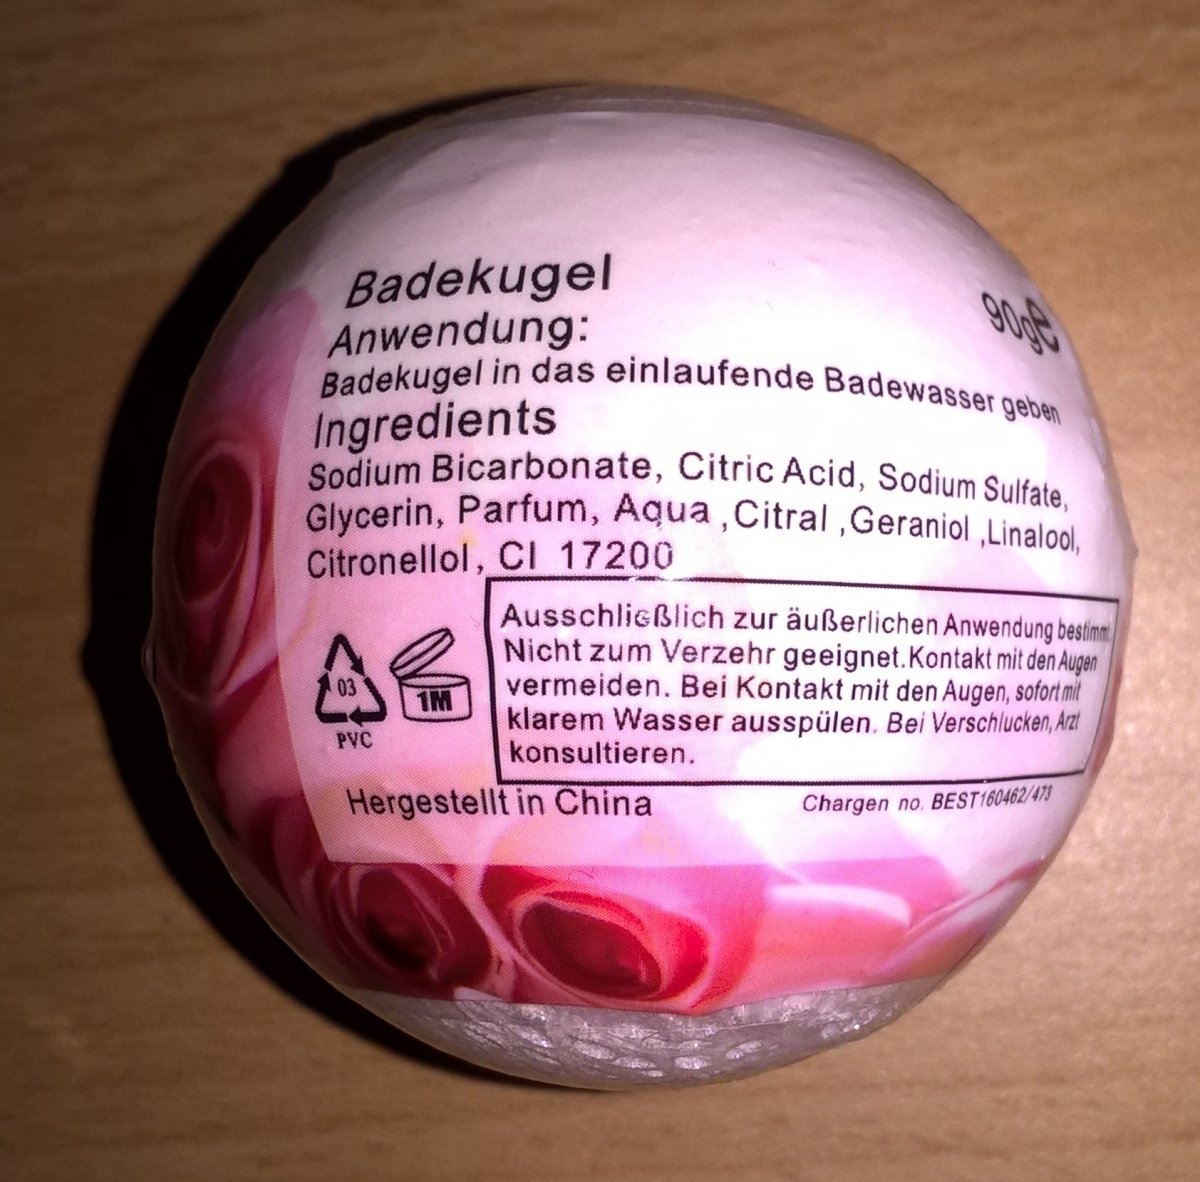 Badekugel
90g℮
Anwendung:
Badekugel in das einlaufende Badewasser geben
Ingredients
Sodium Bicarbonate, Citric Acid, Sodium Sulfate,
Glycerin, Parfum, Aqua ,Citral ,Geraniol ,Linalool,
Citronellol, CI 17200
Ausschließlich zur äußerlichen Anwendung bestimmt.
Nicht zum Verzehr geeignet.Kontakt mit den Augen
vermeiden. Bei Kontakt mit den Augen, sofort mit
klarem Wasser ausspülen. Bei Verschlucken, Arzt
konsultieren.
03
PVC
1M
Hergestellt in China
Chargen no. BEST160462/473